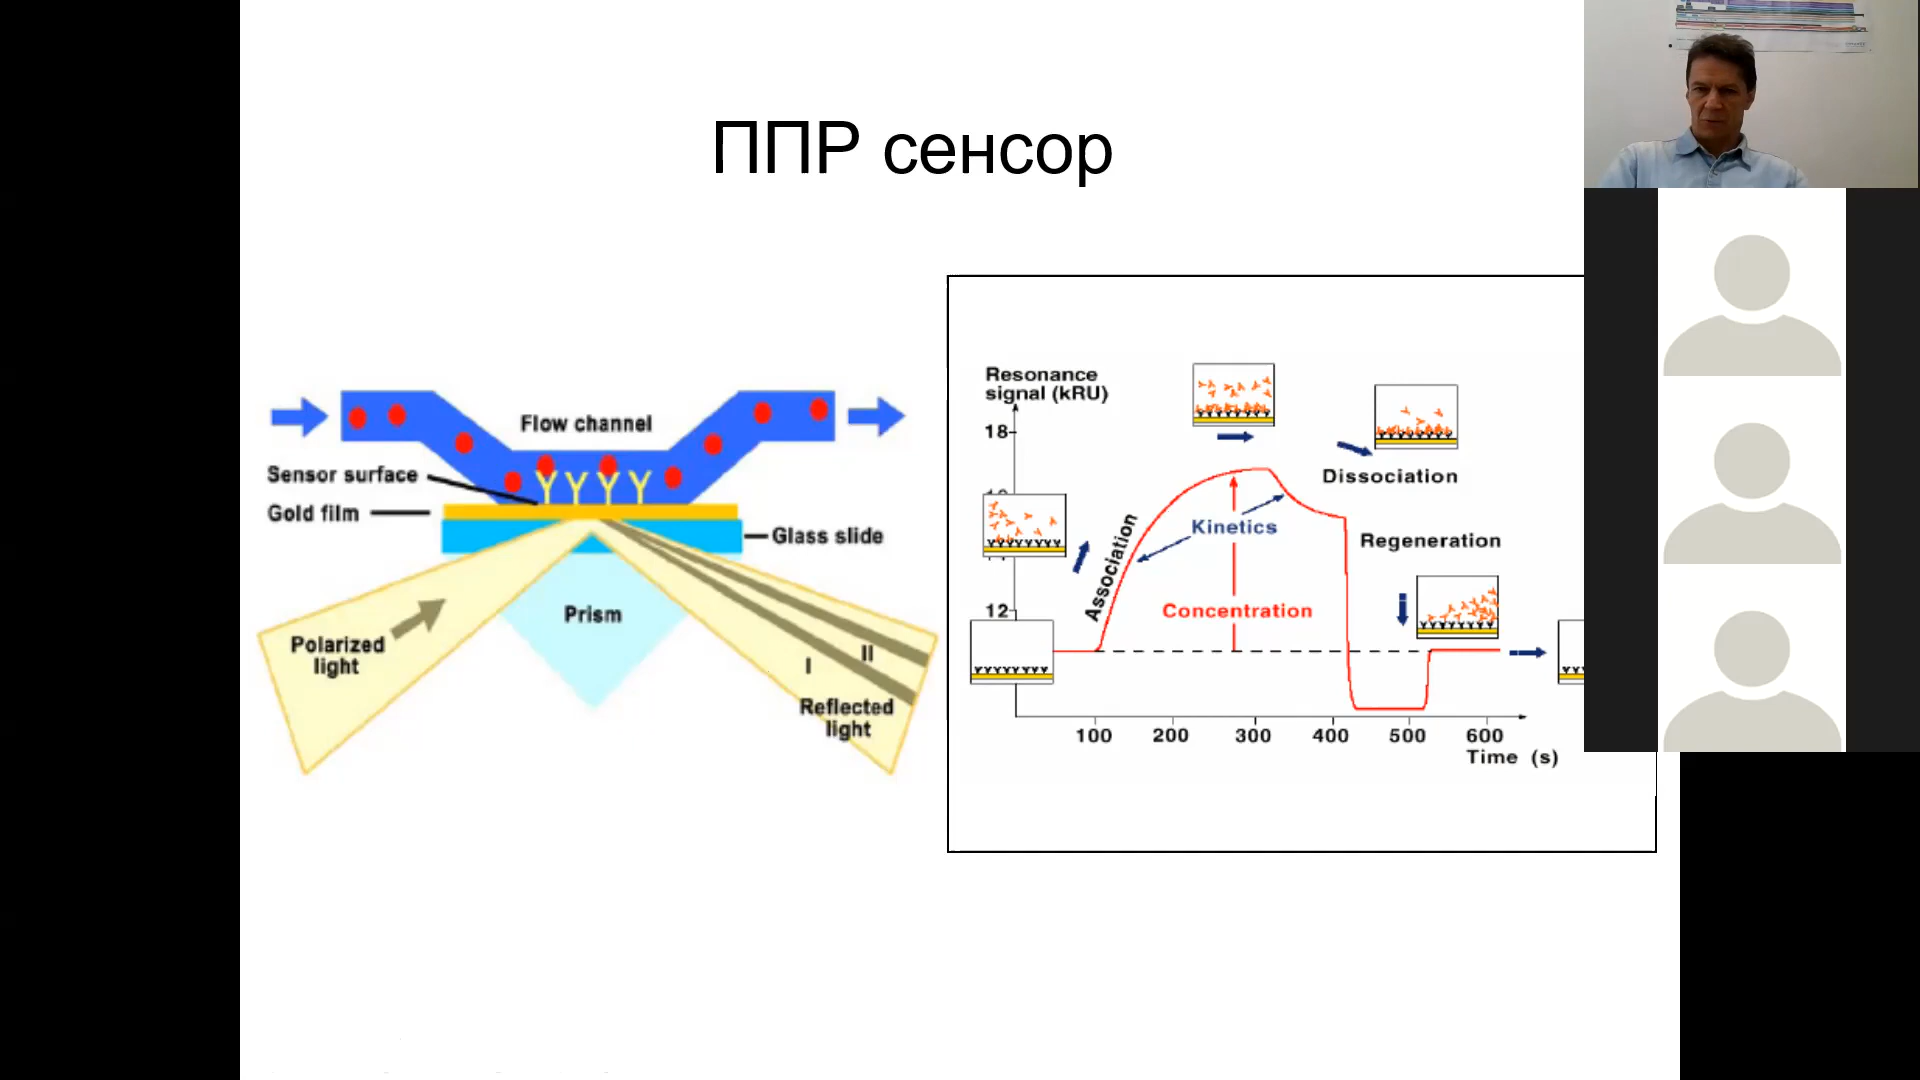 ППР сенсор
Flow channel
Sensor surface
Gold film
Glass slide
Prism
Polarized
light
I
II
Reflected
light
Resonance
signal (kRU)
18
12
Association
Kinetics
Concentration
Dissociation
Regeneration
100 200 300 400 500 600
Time (s)